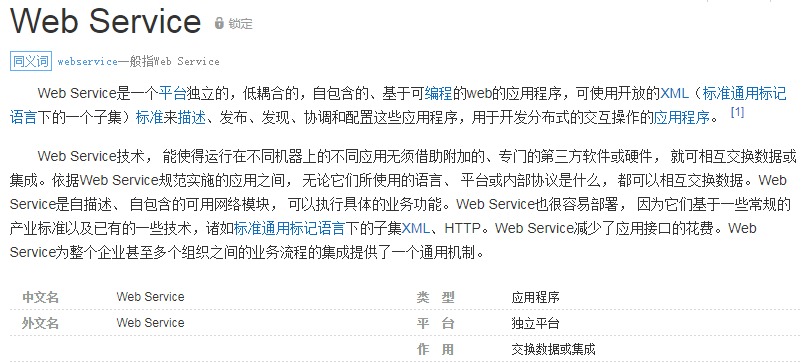 Web Service 锁定
同义词 webservice一般指Web Service
Web Service是一个平台独立的，低耦合的，自包含的、基于可编程的web的应用程序，可使用开放的XML（标准通用标记
语言下的一个子集）标准来描述、发布、发现、协调和配置这些应用程序，用于开发分布式的交互操作的应用程序。 [1]
Web Service技术， 能使得运行在不同机器上的不同应用无须借助附加的、专门的第三方软件或硬件， 就可相互交换数据或
集成。依据Web Service规范实施的应用之间， 无论它们所使用的语言、 平台或内部协议是什么， 都可以相互交换数据。Web
Service是自描述、 自包含的可用网络模块， 可以执行具体的业务功能。Web Service也很容易部署， 因为它们基于一些常规的
产业标准以及已有的一些技术，诸如标准通用标记语言下的子集XML、HTTP。Web Service减少了应用接口的花费。Web
Service为整个企业甚至多个组织之间的业务流程的集成提供了一个通用机制。
中文名 Web Service 类 型 应用程序
外文名 Web Service 平 台 独立平台
作 用 交换数据或集成